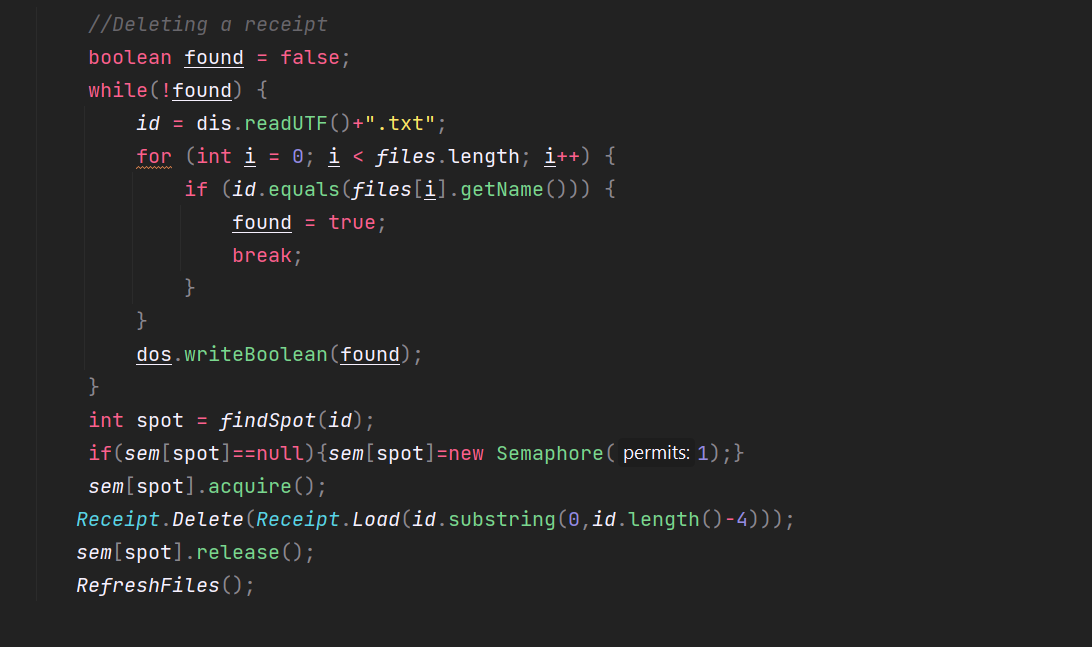 //Deleting a receipt
boolean found = false;
while(!found) {
id = dis.readUTF()+".txt";
for (int i = 0; i < files.length; i++) {
if (id.equals(files[i].getName())) {
found = true;
break;
}
}
dos.writeBoolean(found);
}
int spot = findSpot(id);
if(sem[spot]==null){sem[spot]=new Semaphore( permits: 1);}
sem[spot].acquire();
Receipt.Delete(Receipt.Load(id.substring(0,id.length()-4)));
sem[spot].release();
RefreshFiles();